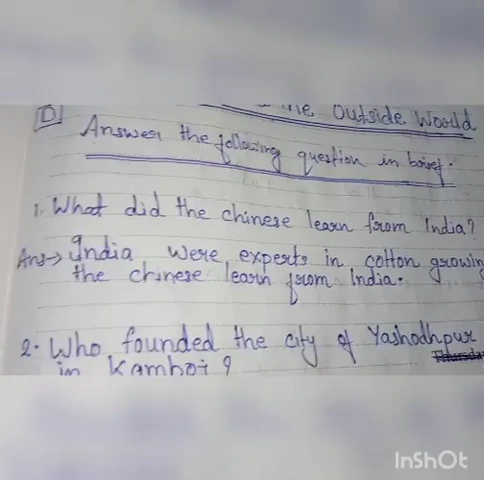 the Outside World
D Answer the following question in brief.
1. What did the chinese learn from India?
Ans→ India were experts in cotton growing
the chinese learn from India.
2. Who founded the city of Yashodhpur
in Kamboj ?
Thursday
InShOt